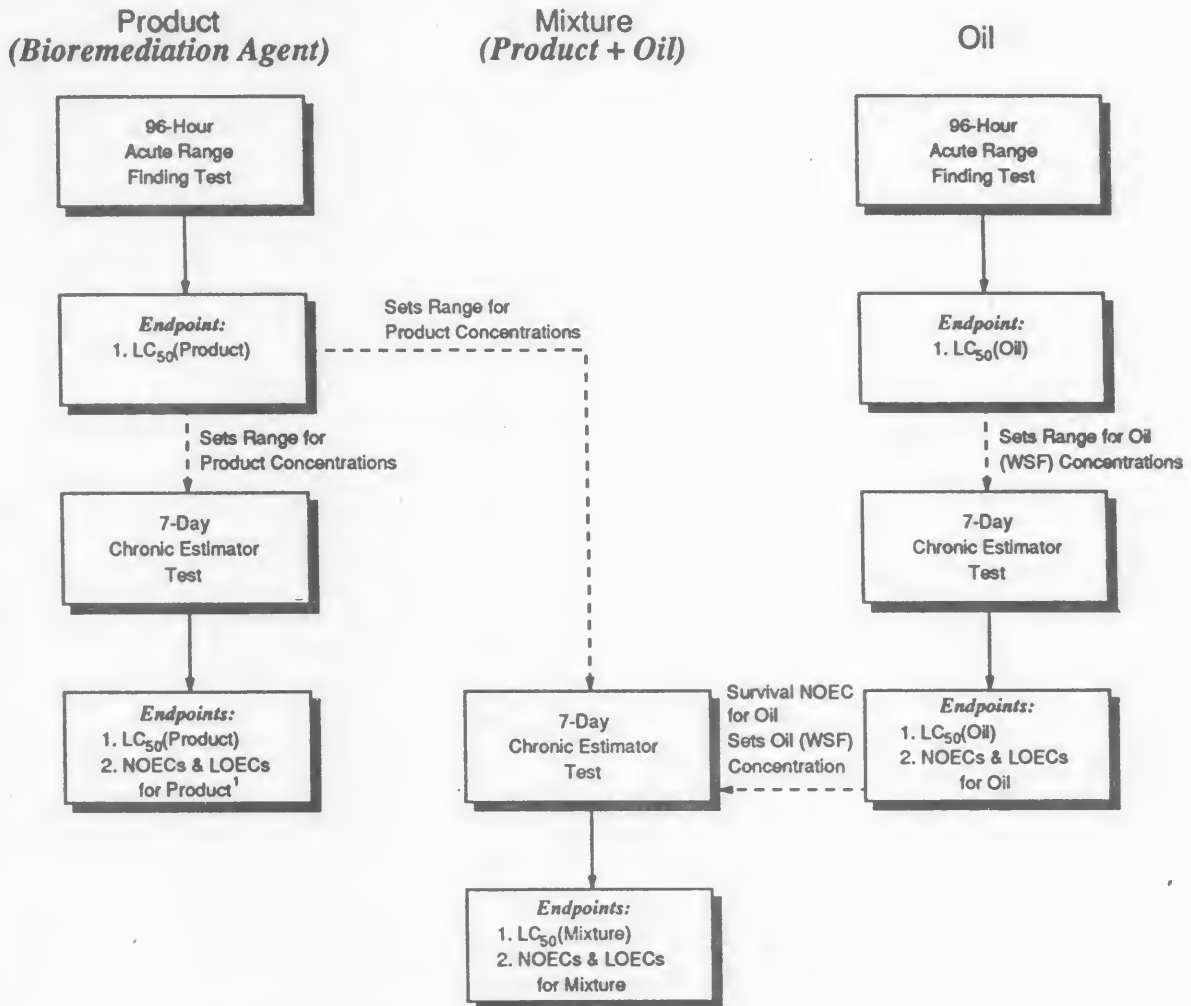 Product
(Bioremediation Agent)
Mixture
(Product + Oil)
Oil
96-Hour
Acute Range
Finding Test
96-Hour
Acute Range
Finding Test
Endpoint:
1. LC50(Product)
Sets Range for
Product Concentrations
Endpoint:
1. LC50(Oil)
Sets Range for
Product Concentrations
Sets Range for Oil
(WSF) Concentrations
7-Day
Chronic Estimator
Test
7-Day
Chronic Estimator
Test
Endpoints:
1. LC50(Product)
2. NOECs & LOECs
for Product¹
7-Day
Chronic Estimator
Test
Survival NOEC
for Oil
Sets Oil (WSF)
Concentration
Endpoints:
1. LC50(Oil)
2. NOECs & LOECs
for Oil
Endpoints:
1. LC50(Mixture)
2. NOECs & LOECs
for Mixture